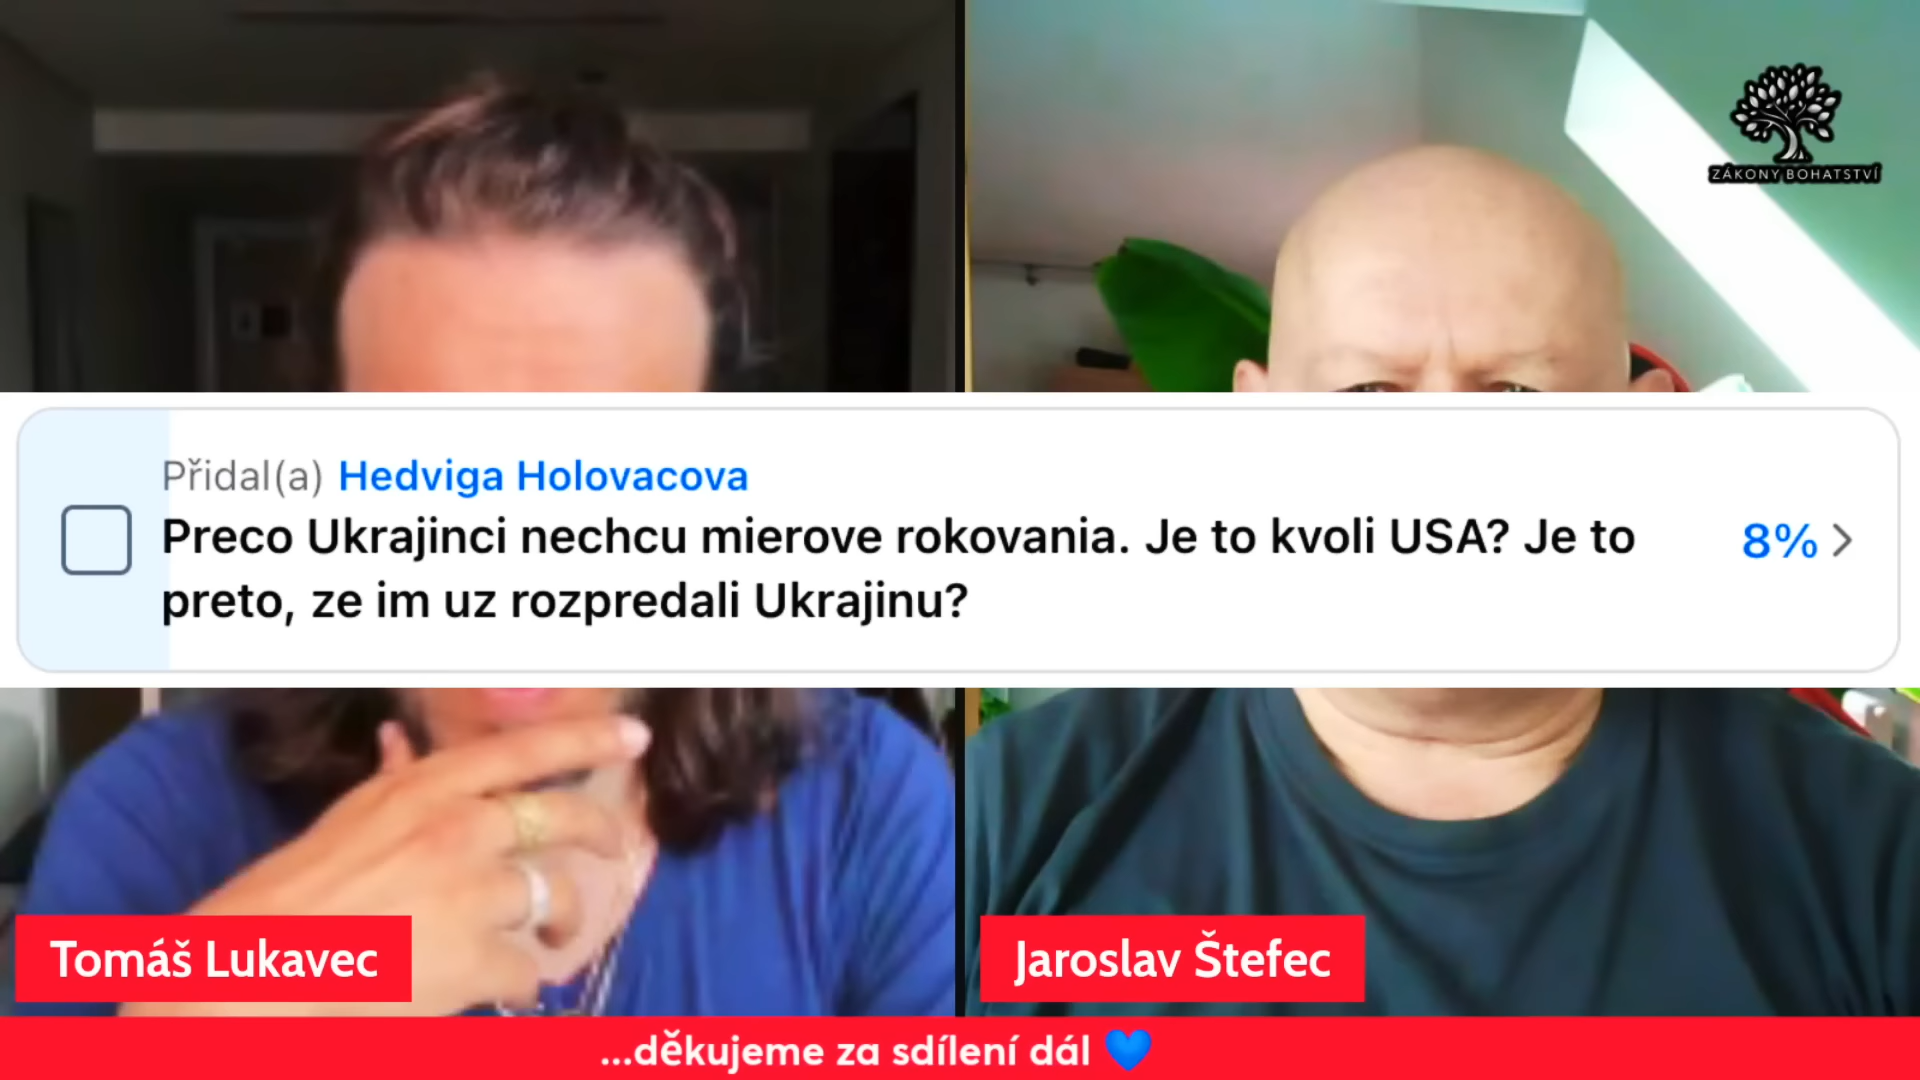 ZÁKONY BOHATSTVÍ
Přidal(a) Hedviga Holovacova
Preco Ukrajinci nechcu mierove rokovania. Je to kvoli USA? Je to
preto, ze im uz rozpredali Ukrajinu?
8%
Tomáš Lukavec
Jaroslav Štefec
...děkujeme za sdílení dál 💙